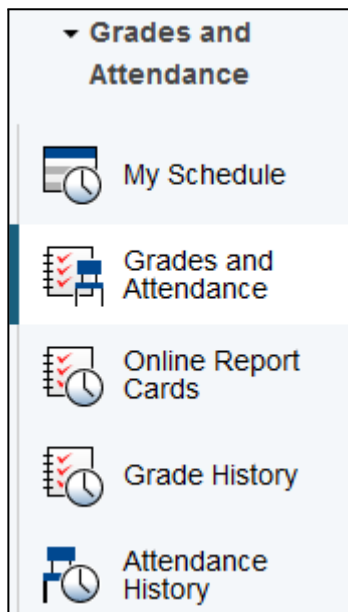 Grades and
Attendance
My Schedule
Grades and
Attendance
Online Report
Cards
Grade History
Attendance
History